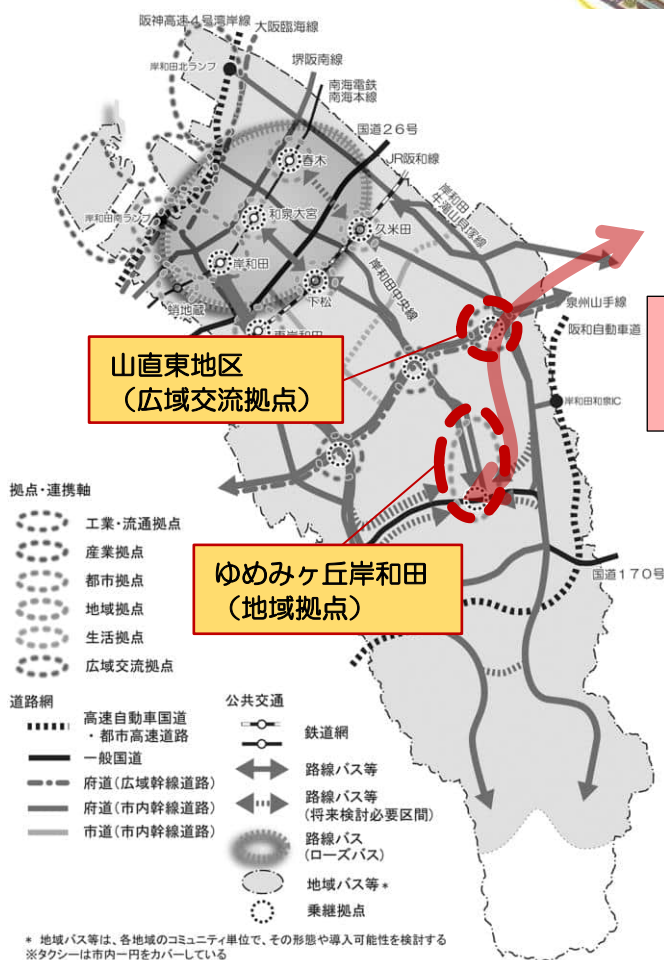 阪神高速4号湾岸線
大阪臨海線
岸和田北ランプ
堺阪南線
南海電鉄
南海本線
国道26号
春木
JR阪和線
岸和田
牛滝山貝塚線
岸和田南ランプ
和泉大宮
久米田
岸和田
岸和田中央線
下松
蛸地蔵
東岸和田
泉州山手線
阪和自動車道
山直東地区
（広域交流拠点）
岸和田和泉IC
ゆめみヶ丘岸和田
（地域拠点）
国道170号
拠点・連携軸
工業・流通拠点
産業拠点
都市拠点
地域拠点
生活拠点
広域交流拠点
道路網
高速自動車国道
・都市高速道路
一般国道
府道（広域幹線道路）
府道（市内幹線道路）
市道（市内幹線道路）
公共交通
鉄道網
路線バス等
路線バス等
（将来検討必要区間）
路線バス
（ローズバス）
地域バス等＊
乗継拠点
＊ 地域バス等は、各地域のコミュニティ単位で、その形態や導入可能性を検討する
※タクシーは市内一円をカバーしている